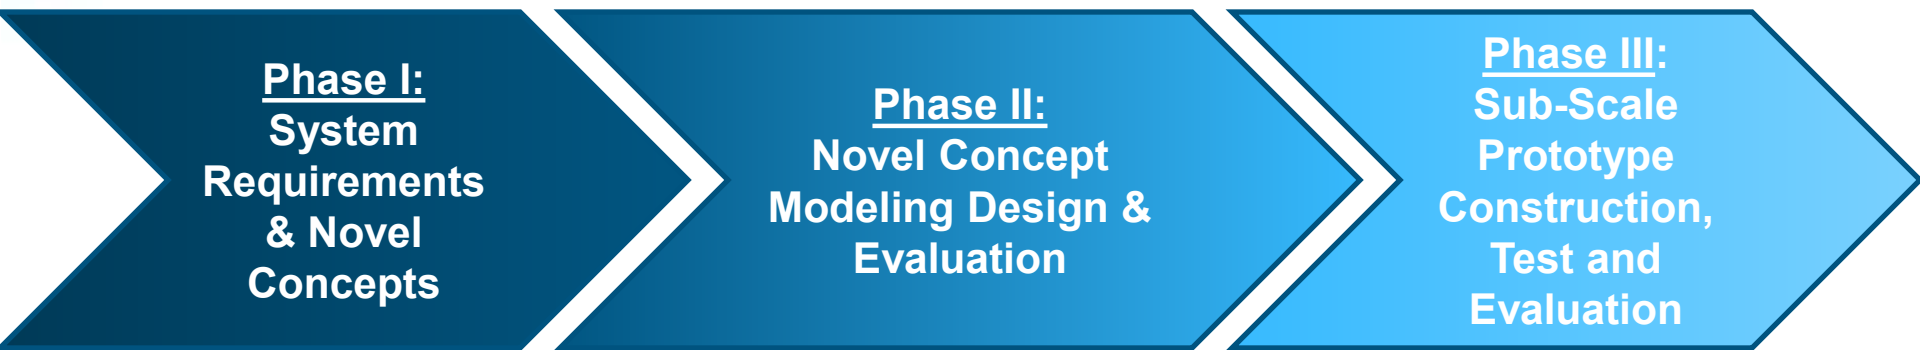 Phase I:
System
Requirements
& Novel
Concepts
Phase II:
Novel Concept
Modeling Design &
Evaluation
Phase III:
Sub-Scale
Prototype
Construction,
Test and
Evaluation